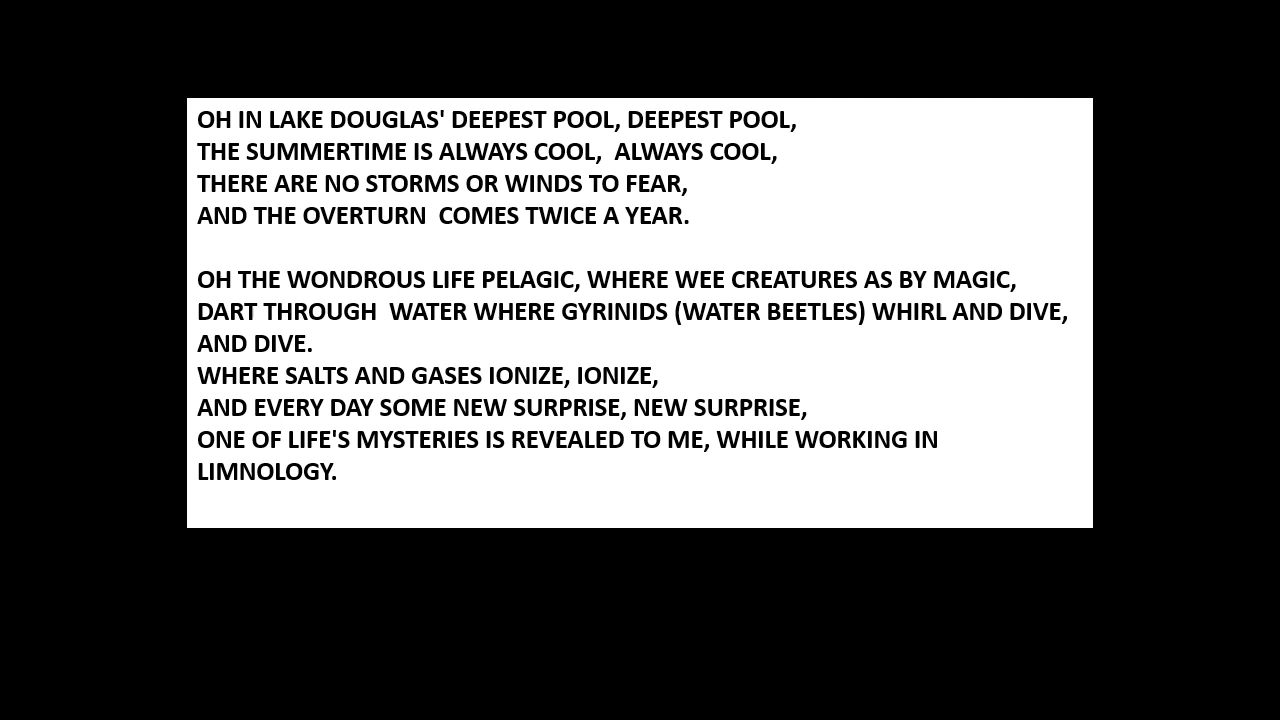 OH IN LAKE DOUGLAS' DEEPEST POOL, DEEPEST POOL,
THE SUMMERTIME IS ALWAYS COOL,  ALWAYS COOL,
THERE ARE NO STORMS OR WINDS TO FEAR,
AND THE OVERTURN  COMES TWICE A YEAR.

OH THE WONDROUS LIFE PELAGIC, WHERE WEE CREATURES AS BY MAGIC,
DART THROUGH  WATER WHERE GYRINIDS (WATER BEETLES) WHIRL AND DIVE,
AND DIVE.
WHERE SALTS AND GASES IONIZE, IONIZE,
AND EVERY DAY SOME NEW SURPRISE, NEW SURPRISE,
ONE OF LIFE'S MYSTERIES IS REVEALED TO ME, WHILE WORKING IN
LIMNOLOGY.